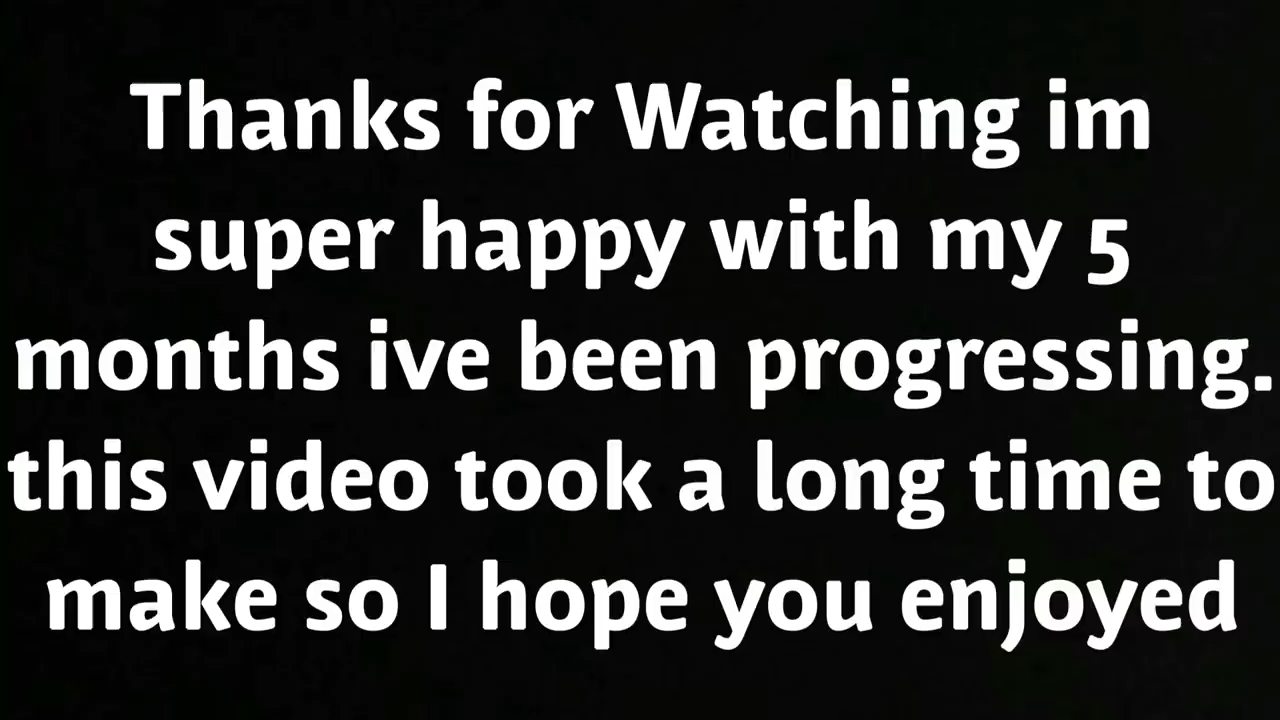 Thanks for Watching im
super happy with my 5
months ive been progressing.
this video took a long time to
make so I hope you enjoyed